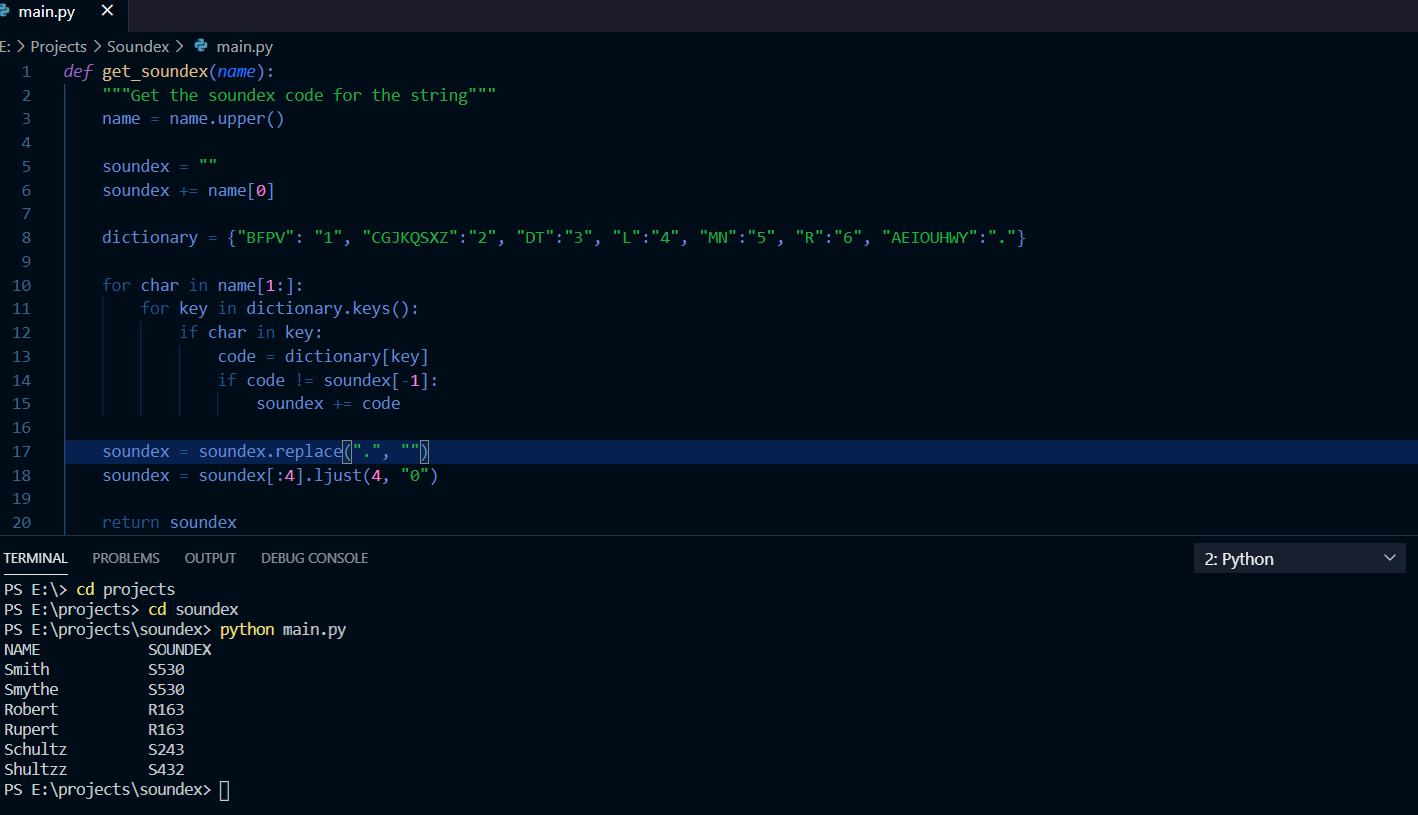 main.py ×
E: > Projects > Soundex > main.py
1 def get_soundex(name):
2     """Get the soundex code for the string"""
3     name = name.upper()
4
5     soundex = ""
6     soundex += name[0]
7
8     dictionary = {"BFPV": "1", "CGJKQSXZ":"2", "DT":"3", "L":"4", "MN":"5", "R":"6", "AEIOUHWY":"."}
9
10     for char in name[1:]:
11         for key in dictionary.keys():
12             if char in key:
13                 code = dictionary[key]
14                 if code != soundex[-1]:
15                     soundex += code
16
17     soundex = soundex.replace(".", "")
18     soundex = soundex[:4].ljust(4, "0")
19
20     return soundex
TERMINAL PROBLEMS OUTPUT DEBUG CONSOLE 2: Python
PS E:\> cd projects
PS E:\projects> cd soundex
PS E:\projects\soundex> python main.py
NAME SOUNDEX
Smith S530
Smythe S530
Robert R163
Rupert R163
Schultz S243
Shultzz S432
PS E:\projects\soundex>